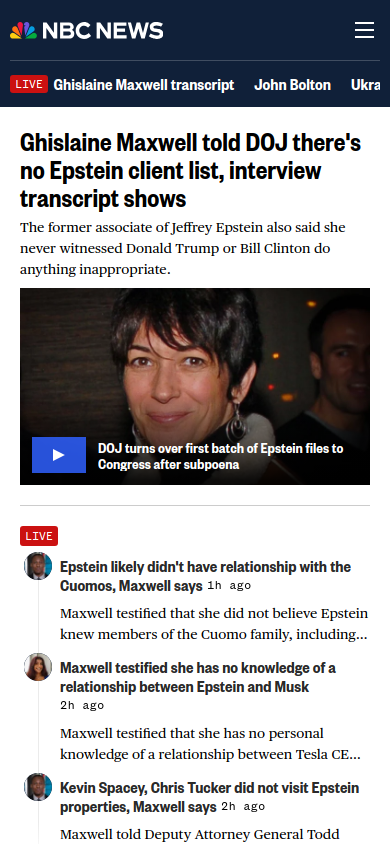 NBC NEWS
LIVE Ghislaine Maxwell transcript John Bolton Ukra
Ghislaine Maxwell told DOJ there's
no Epstein client list, interview
transcript shows
The former associate of Jeffrey Epstein also said she
never witnessed Donald Trump or Bill Clinton do
anything inappropriate.
DOJ turns over first batch of Epstein files to
Congress after subpoena
LIVE
Epstein likely didn't have relationship with the
Cuomos, Maxwell says 1h ago
Maxwell testified that she did not believe Epstein
knew members of the Cuomo family, including...
Maxwell testified she has no knowledge of a
relationship between Epstein and Musk
2h ago
Maxwell testified that she has no personal
knowledge of a relationship between Tesla CE...
Kevin Spacey, Chris Tucker did not visit Epstein
properties, Maxwell says 2h ago
Maxwell told Deputy Attorney General Todd